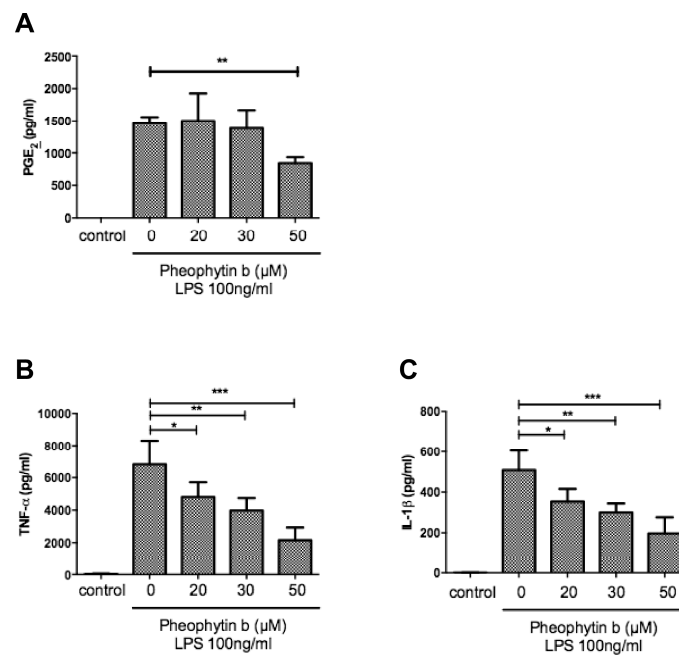 A
**
2500
2000
1500
1000
500
0
PGE2 (pg/ml)
control 0 20 30 50
Pheophytin b (µM)
LPS 100ng/ml
B
***
**
*
10000
8000
6000
4000
2000
0
TNF-α (pg/ml)
control 0 20 30 50
Pheophytin b (µM)
LPS 100ng/ml
C
***
**
*
800
600
400
200
0
IL-1β (pg/ml)
control 0 20 30 50
Pheophytin b (µM)
LPS 100ng/ml